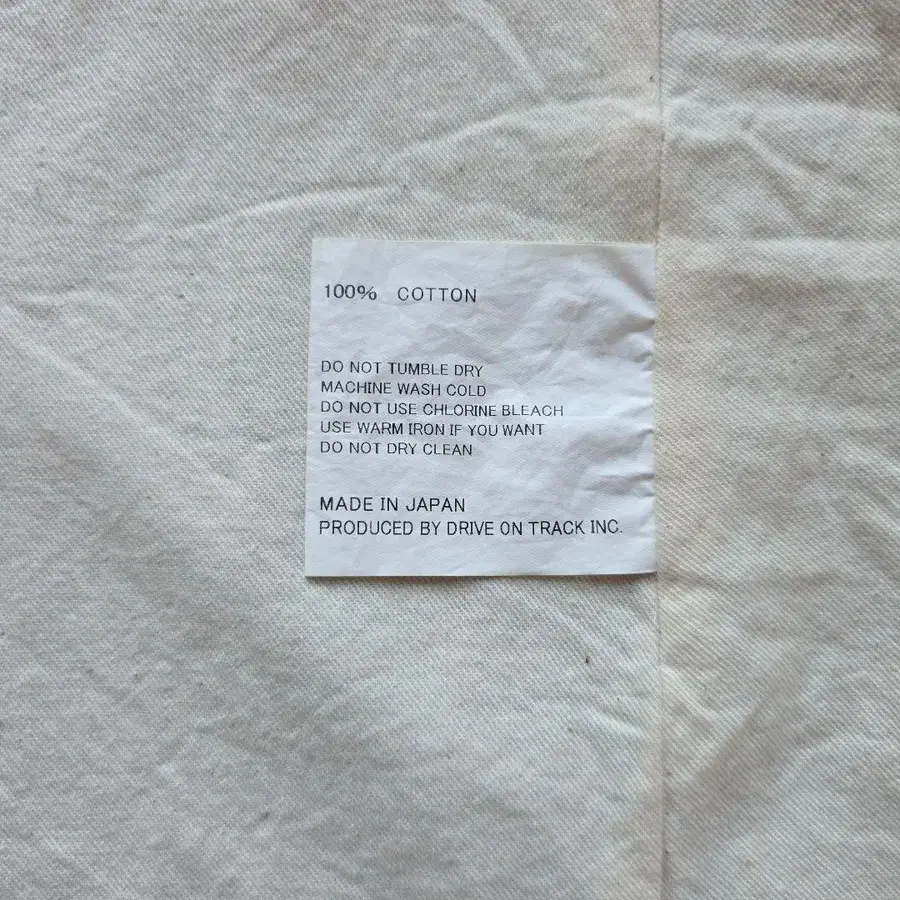 100% COTTON
DO NOT TUMBLE DRY
MACHINE WASH COLD
DO NOT USE CHLORINE BLEACH
USE WARM IRON IF YOU WANT
DO NOT DRY CLEAN
MADE IN JAPAN
PRODUCED BY DRIVE ON TRACK INC.